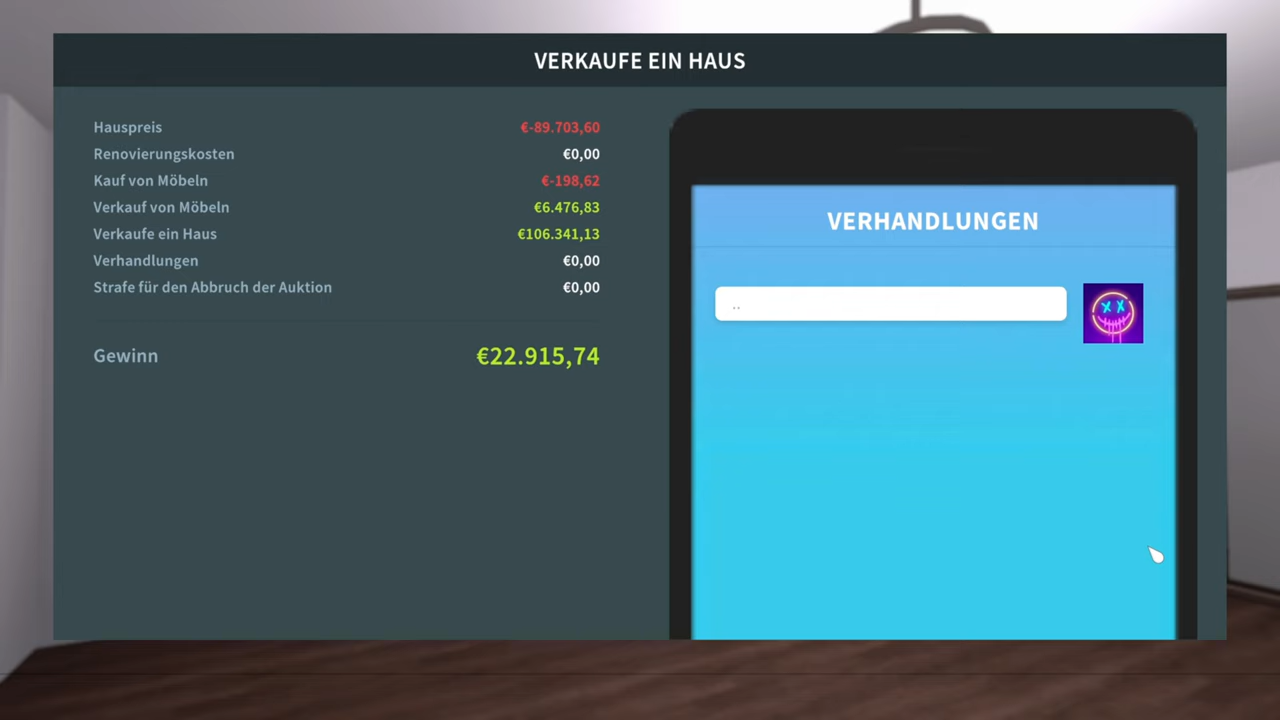 VERKAUFE EIN HAUS
Hauspreis €-89.703,60
Renovierungskosten €0,00
Kauf von Möbeln €-198,62
Verkauf von Möbeln €6.476,83
Verkaufe ein Haus €106.341,13
Verhandlungen €0,00
Strafe für den Abbruch der Auktion €0,00
Gewinn €22.915,74
VERHANDLUNGEN
..